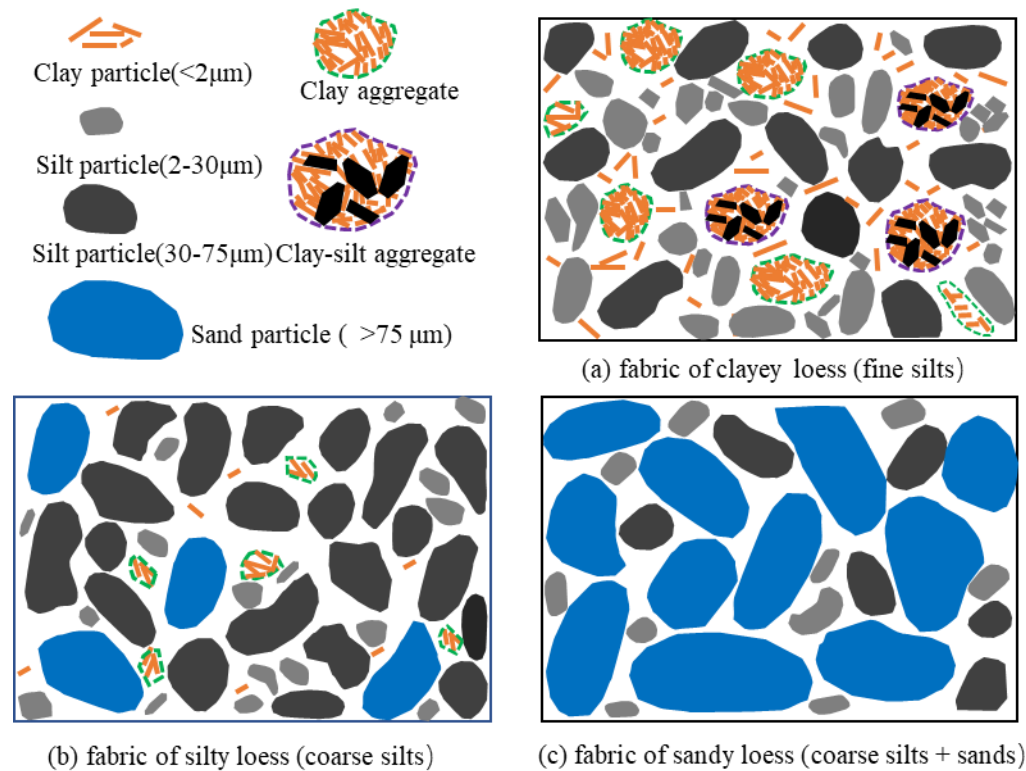 Clay particle(<2μm)
Clay aggregate
Silt particle(2-30μm)
Silt particle(30-75μm)
Clay-silt aggregate
Sand particle ( >75 μm)
(a) fabric of clayey loess (fine silts)
(b) fabric of silty loess (coarse silts)
(c) fabric of sandy loess (coarse silts + sands)